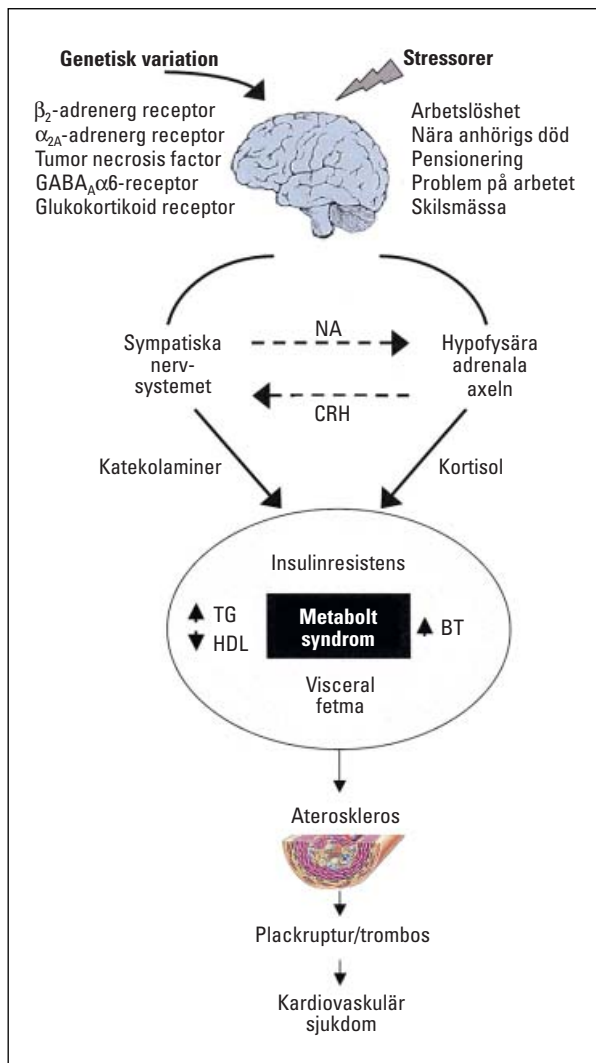 Genetisk variation
Stressorer
β2-adrenerg receptor
α2A-adrenerg receptor
Tumor necrosis factor
GABAAα6-receptor
Glukokortikoid receptor
Arbetslöshet
Nära anhörigs död
Pensionering
Problem på arbetet
Skilsmässa
Sympatiska
nerv-
systemet
NA
CRH
Hypofysära
adrenala
axeln
Katekolaminer
Kortisol
Insulinresistens
TG
HDL
Metabolt
syndrom
BT
Visceral
fetma
Ateroskleros
Plackruptur/trombos
Kardiovaskulär
sjukdom